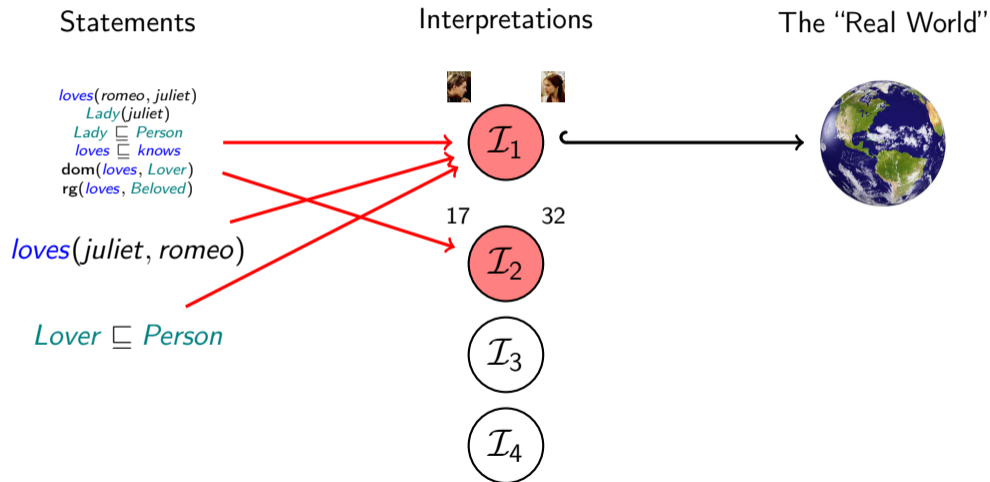 Statements
Interpretations
The “Real World”
loves(romeo, juliet)
Lady(juliet)
Lady ⊑ Person
loves ⊑ knows
dom(loves, Lover)
rg(loves, Beloved)
loves(juliet, romeo)
Lover ⊑ Person
ℐ₁
17 32
ℐ₂
ℐ₃
ℐ₄